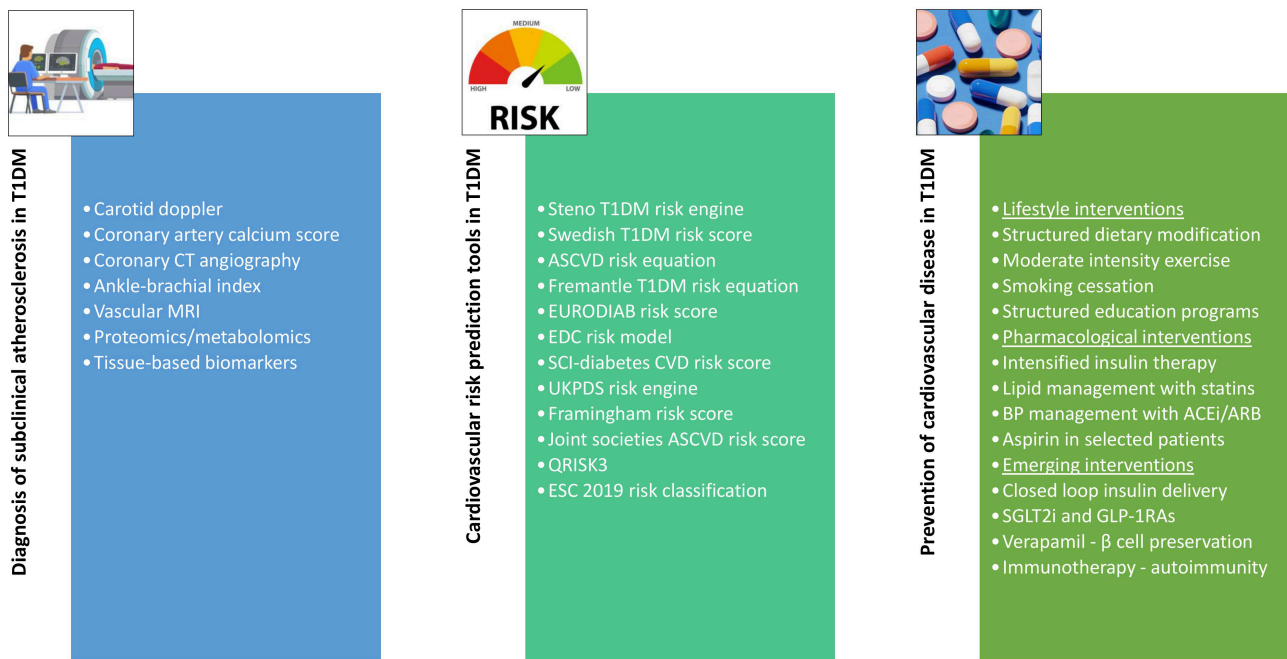 Diagnosis of subclinical atherosclerosis in T1DM
• Carotid doppler
• Coronary artery calcium score
• Coronary CT angiography
• Ankle-brachial index
• Vascular MRI
• Proteomics/metabolomics
• Tissue-based biomarkers
MEDIUM
HIGH
LOW
RISK
Cardiovascular risk prediction tools in T1DM
• Steno T1DM risk engine
• Swedish T1DM risk score
• ASCVD risk equation
• Fremantle T1DM risk equation
• EURODIAB risk score
• EDC risk model
• SCI-diabetes CVD risk score
• UKPDS risk engine
• Framingham risk score
• Joint societies ASCVD risk score
• QRISK3
• ESC 2019 risk classification
Prevention of cardiovascular disease in T1DM
• Lifestyle interventions
• Structured dietary modification
• Moderate intensity exercise
• Smoking cessation
• Structured education programs
• Pharmacological interventions
• Intensified insulin therapy
• Lipid management with statins
• BP management with ACEi/ARB
• Aspirin in selected patients
• Emerging interventions
• Closed loop insulin delivery
• SGLT2i and GLP-1RAs
• Verapamil - β cell preservation
• Immunotherapy - autoimmunity